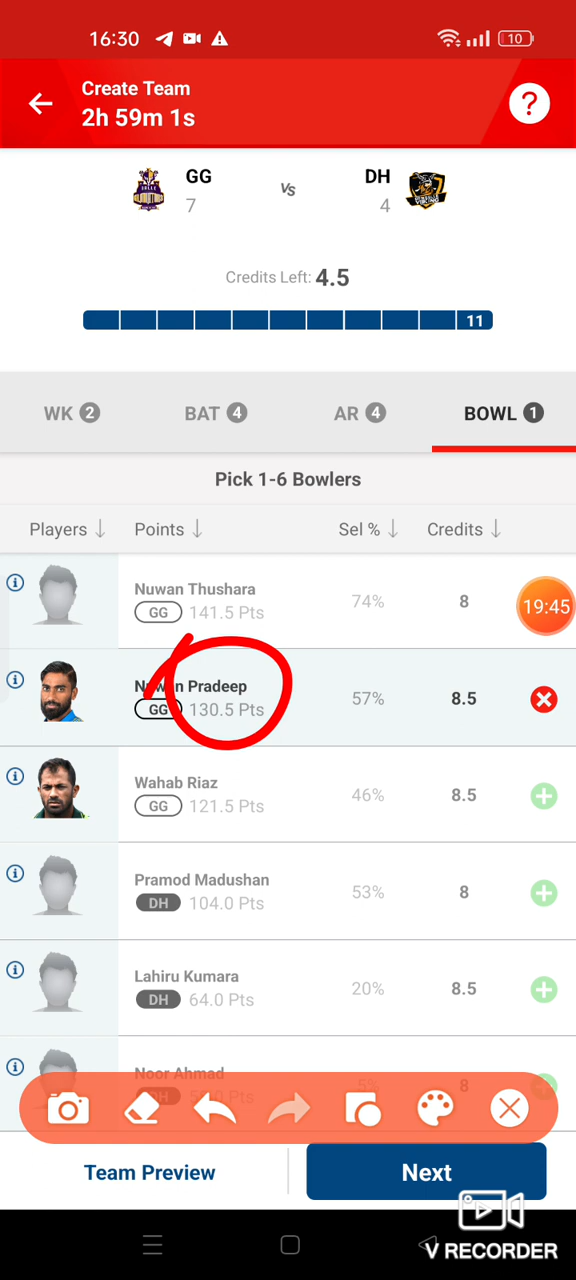 16:30
10
Create Team
2h 59m 1s
?
GG
7
Vs
DH
4
Credits Left: 4.5
11
WK 2
BAT 4
AR 4
BOWL 1
Pick 1-6 Bowlers
Players
Points
Sel %
Credits
Nuwan Thushara
GG 141.5 Pts
74%
8
19:45
Nuwan Pradeep
GG 130.5 Pts
57%
8.5
Wahab Riaz
GG 121.5 Pts
46%
8.5
Pramod Madushan
DH 104.0 Pts
53%
8
Lahiru Kumara
DH 64.0 Pts
20%
8.5
Noor Ahmad
DH
5%
8
Team Preview
Next
V RECORDER